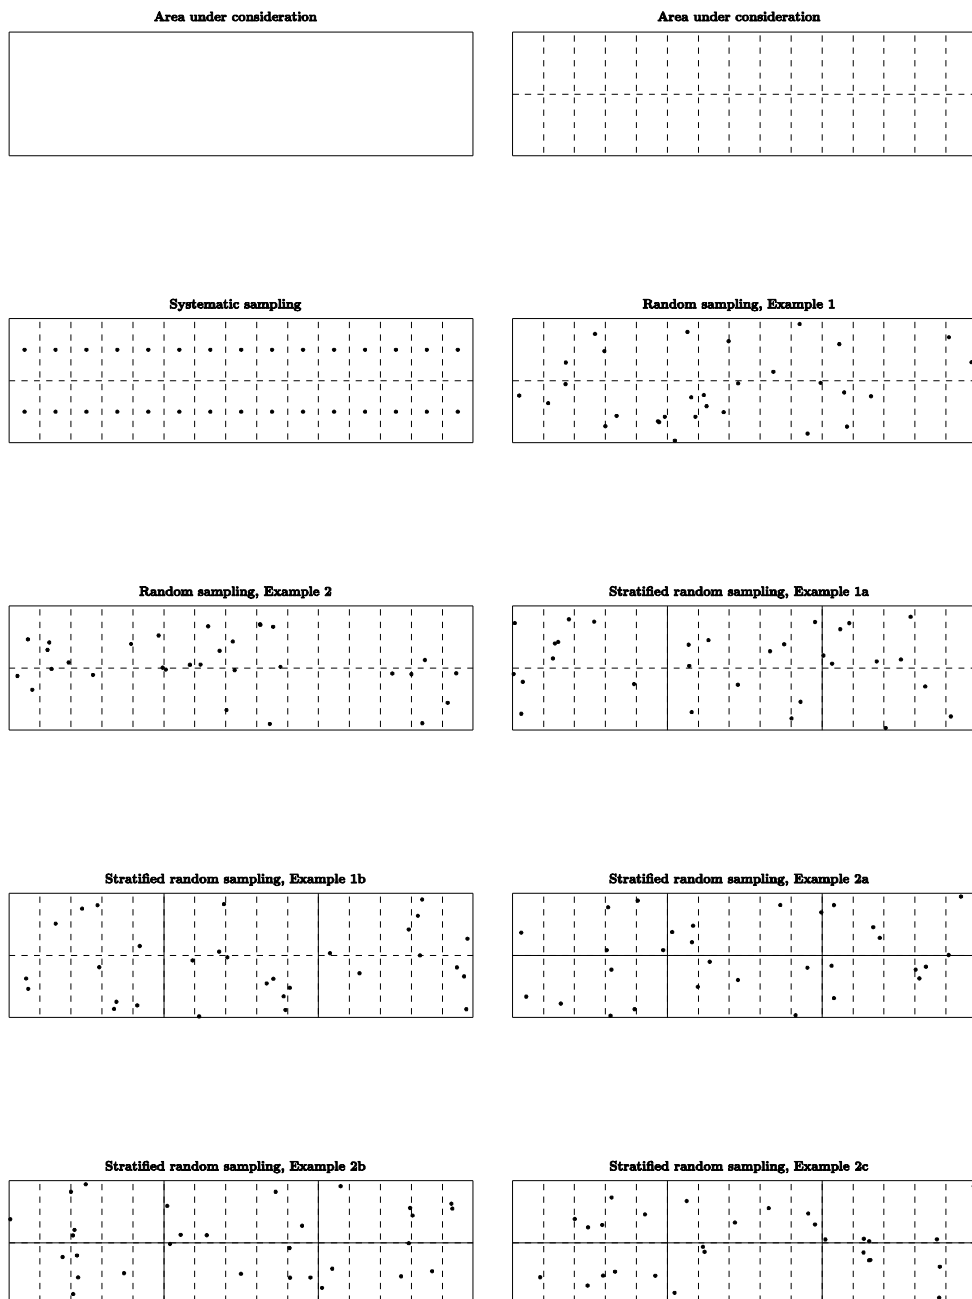 Area under consideration
Area under consideration
Systematic sampling
Random sampling, Example 1
Random sampling, Example 2
Stratified random sampling, Example 1a
Stratified random sampling, Example 1b
Stratified random sampling, Example 2a
Stratified random sampling, Example 2b
Stratified random sampling, Example 2c